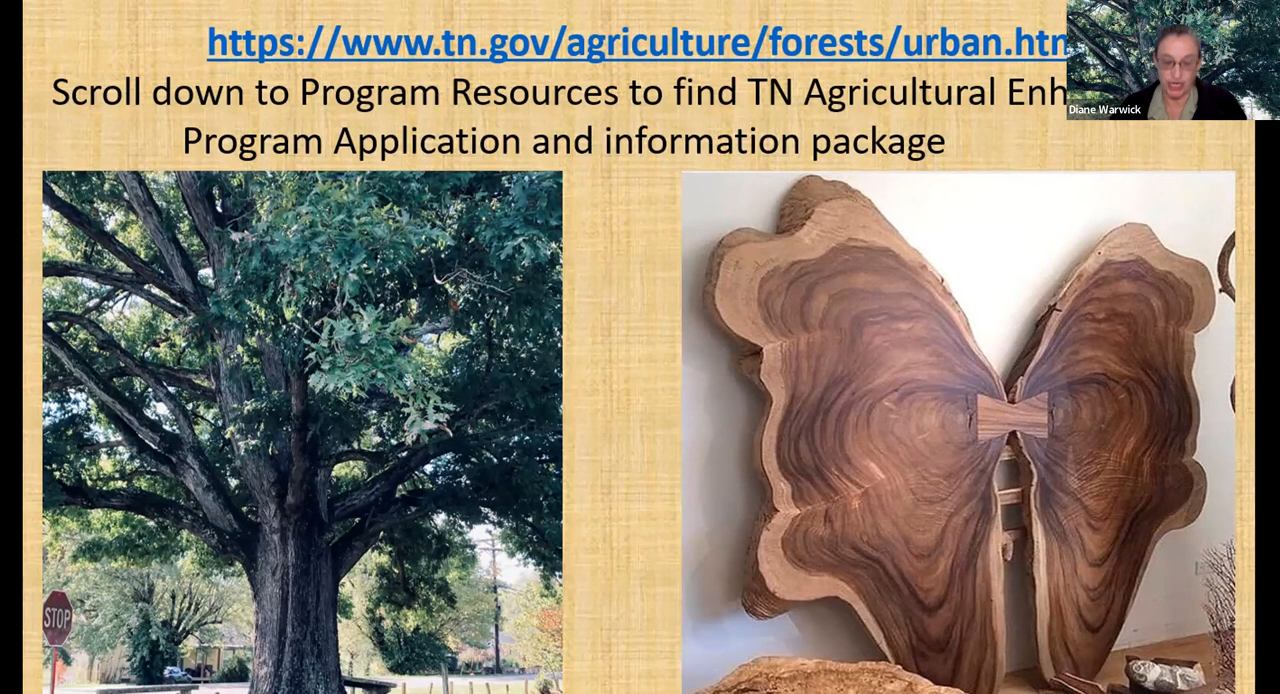 https://www.tn.gov/agriculture/forests/urban.htm
Scroll down to Program Resources to find TN Agricultural Enh
Program Application and information package
Diane Warwick
STOP